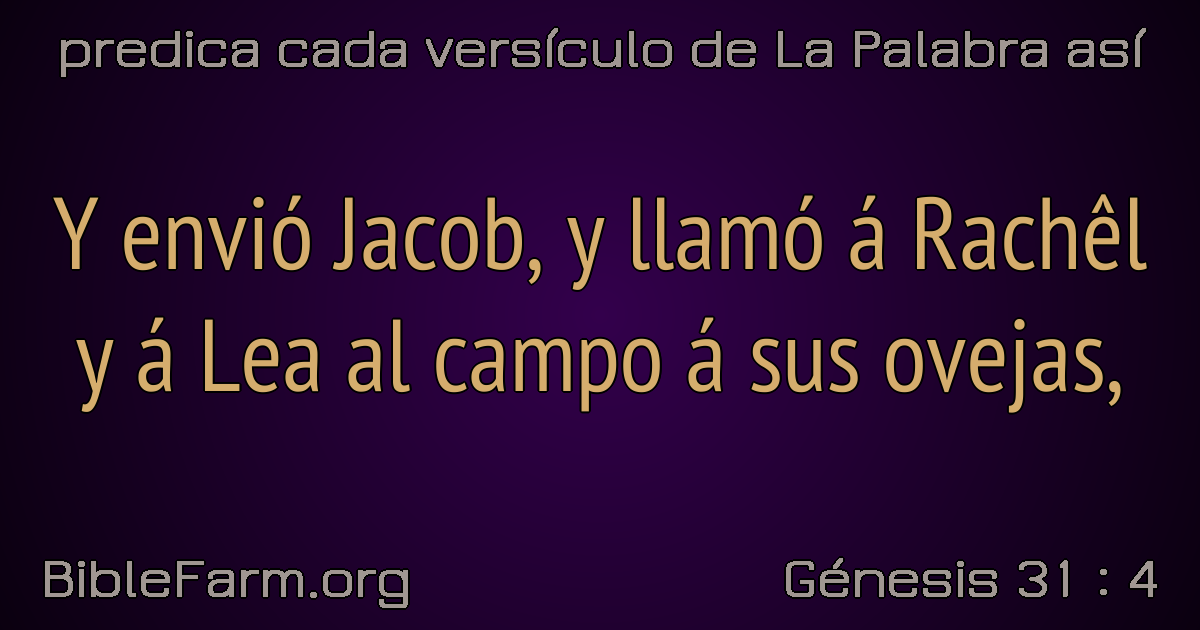 predica cada versículo de La Palabra así
Y envió Jacob, y llamó á Rachêl
y á Lea al campo á sus ovejas,
BibleFarm.org
Génesis 31 : 4